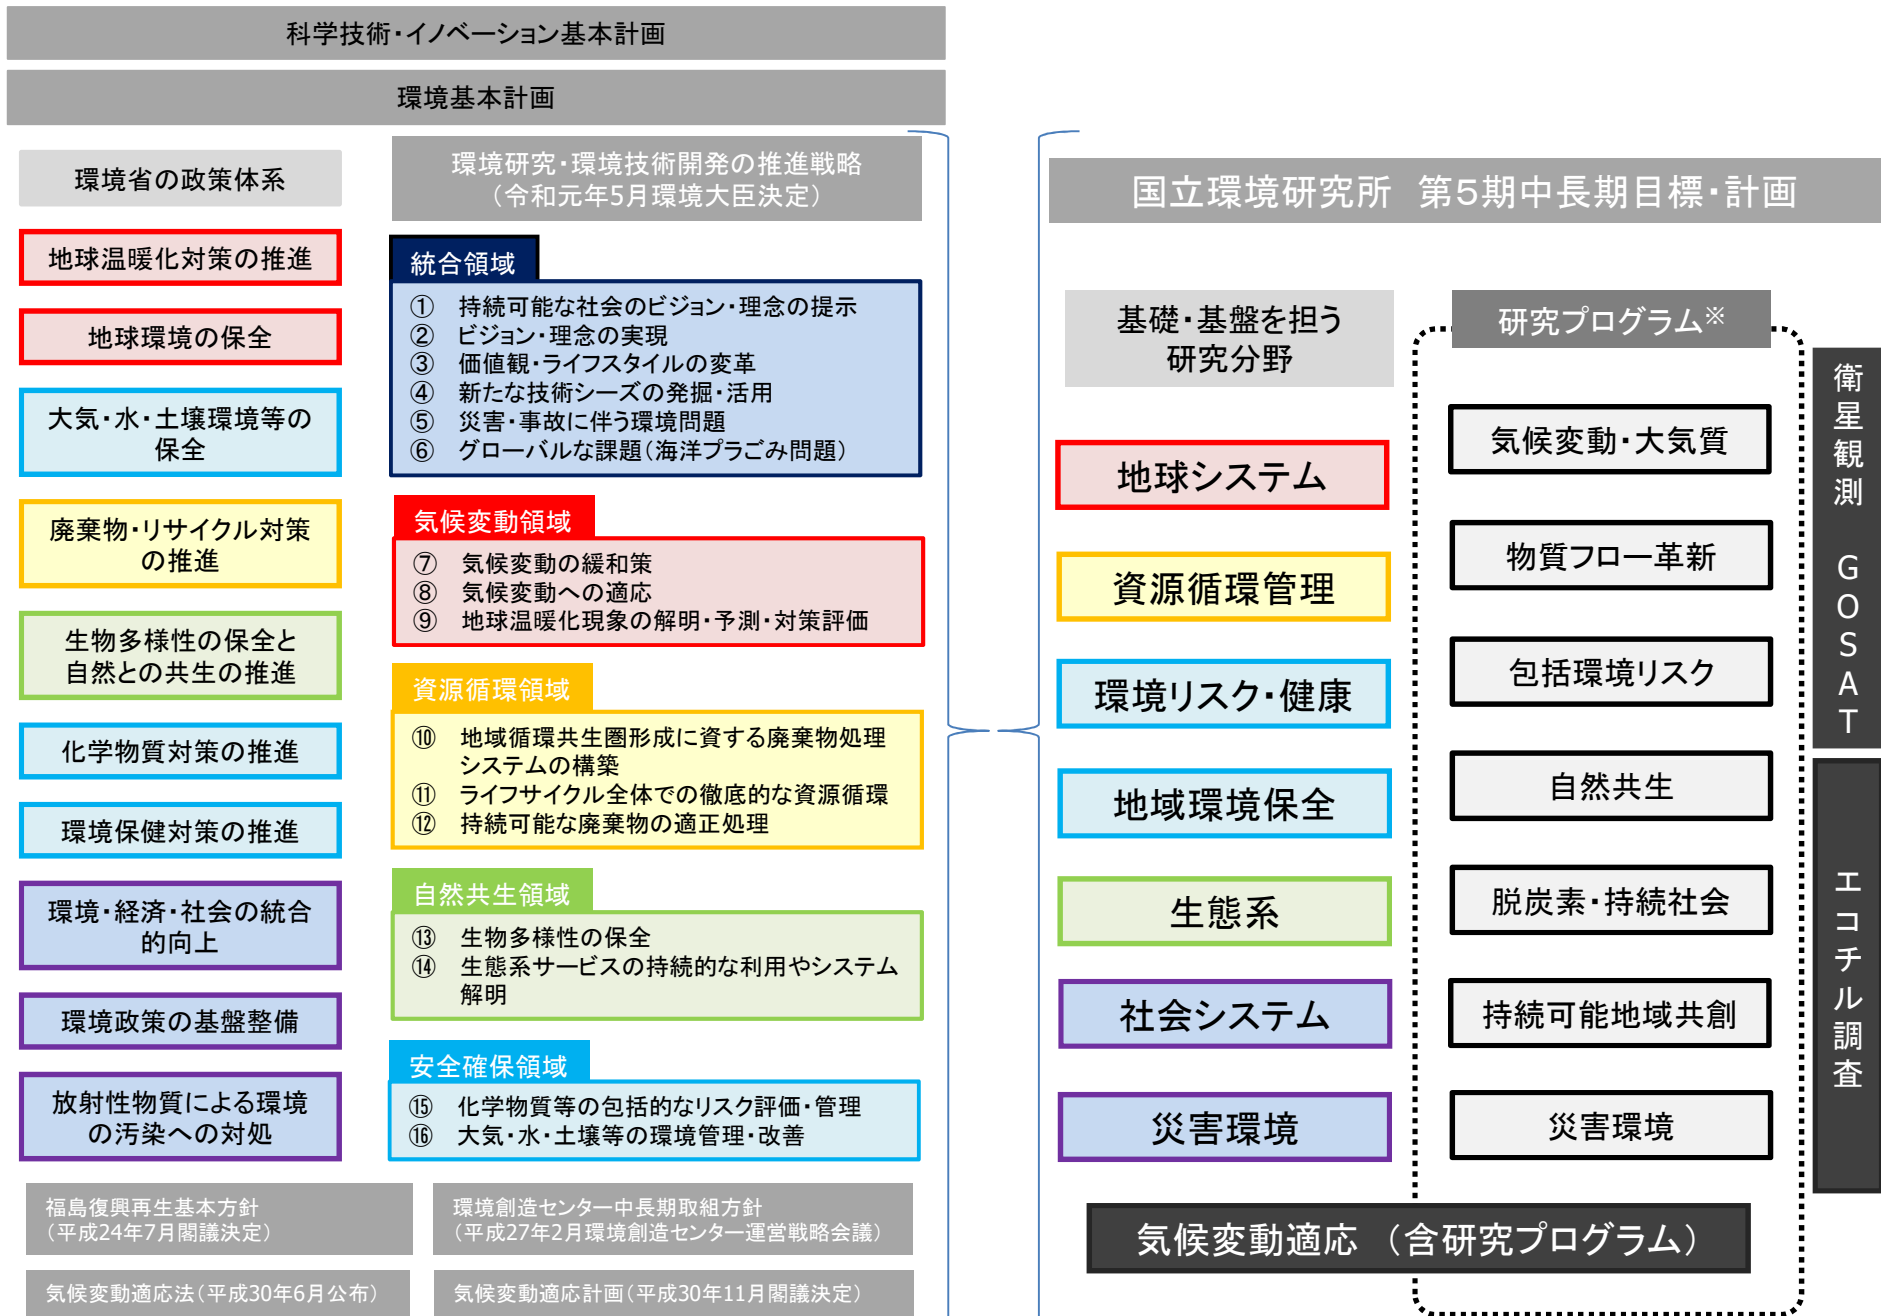 科学技術・イノベーション基本計画
環境基本計画
環境省の政策体系
地球温暖化対策の推進
地球環境の保全
大気・水・土壌環境等の
保全
廃棄物・リサイクル対策
の推進
生物多様性の保全と
自然との共生の推進
化学物質対策の推進
環境保健対策の推進
環境・経済・社会の統合
的向上
環境政策の基盤整備
放射性物質による環境
の汚染への対処
環境研究・環境技術開発の推進戦略
（令和元年5月環境大臣決定）
統合領域
① 持続可能な社会のビジョン・理念の提示
② ビジョン・理念の実現
③ 価値観・ライフスタイルの変革
④ 新たな技術シーズの発掘・活用
⑤ 災害・事故に伴う環境問題
⑥ グローバルな課題（海洋プラごみ問題）
気候変動領域
⑦ 気候変動の緩和策
⑧ 気候変動への適応
⑨ 地球温暖化現象の解明・予測・対策評価
資源循環領域
⑩ 地域循環共生圏形成に資する廃棄物処理
システムの構築
⑪ ライフサイクル全体での徹底的な資源循環
⑫ 持続可能な廃棄物の適正処理
自然共生領域
⑬ 生物多様性の保全
⑭ 生態系サービスの持続的な利用やシステム
解明
安全確保領域
⑮ 化学物質等の包括的なリスク評価・管理
⑯ 大気・水・土壌等の環境管理・改善
福島復興再生基本方針
（平成24年7月閣議決定）
環境創造センター中長期取組方針
（平成27年2月環境創造センター運営戦略会議）
気候変動適応法（平成30年6月公布）
気候変動適応計画（平成30年11月閣議決定）
国立環境研究所　第5期中長期目標・計画
基礎・基盤を担う
研究分野
地球システム
資源循環管理
環境リスク・健康
地域環境保全
生態系
社会システム
災害環境
研究プログラム※
気候変動・大気質
物質フロー革新
包括環境リスク
自然共生
脱炭素・持続社会
持続可能地域共創
災害環境
気候変動適応 （含研究プログラム）
衛星観測　GOSAT
エコチル調査